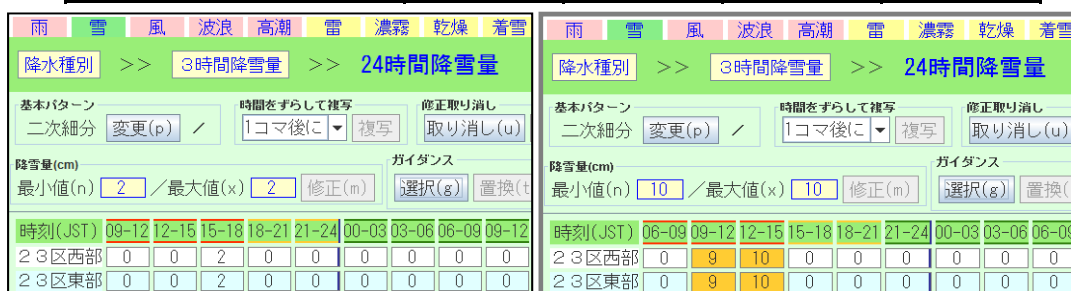 雨 雪 風 波浪 高潮 雷 濃霧 乾燥 着雪
降水種別 >> 3時間降雪量 >> 24時間降雪量
基本パターン 時間をずらして複写 修正取り消し
二次細分 変更(p) / 1コマ後に 複写 取り消し(u)
降雪量(cm) ガイダンス
最小値(n) 2 /最大値(x) 2 修正(m) 選択(g) 置換(t
時刻(JST) 09-12 12-15 15-18 18-21 21-24 00-03 03-06 06-09 09-12
23区西部 0 0 2 0 0 0 0 0 0
23区東部 0 0 2 0 0 0 0 0 0
雨 雪 風 波浪 高潮 雷 濃霧 乾燥 着雪
降水種別 >> 3時間降雪量 >> 24時間降雪量
基本パターン 時間をずらして複写 修正取り消し
二次細分 変更(p) / 1コマ後に 複写 取り消し(u)
降雪量(cm) ガイダンス
最小値(n) 10 /最大値(x) 10 修正(m) 選択(g) 置換(
時刻(JST) 06-09 09-12 12-15 15-18 18-21 21-24 00-03 03-06 06-09
23区西部 0 9 10 0 0 0 0 0 0
23区東部 0 9 10 0 0 0 0 0 0